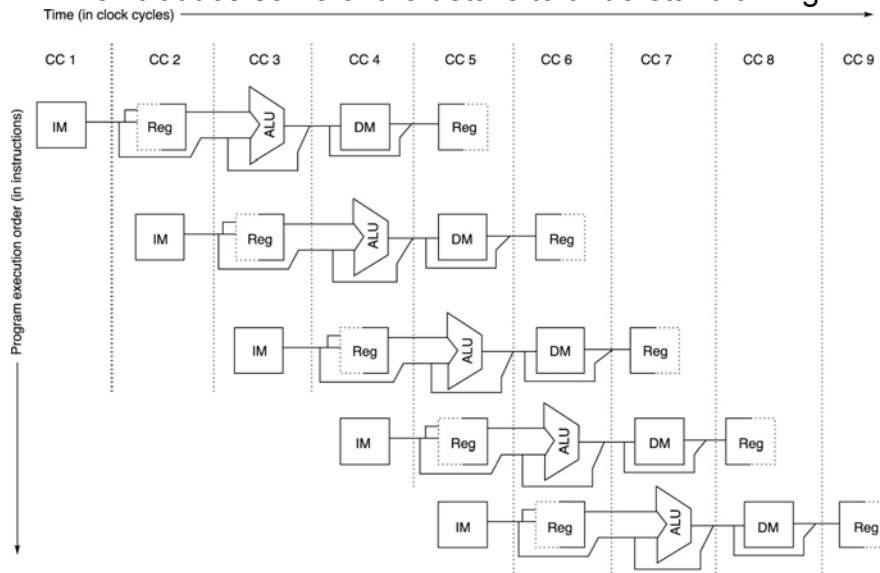 Time (in clock cycles)
CC 1 CC 2 CC 3 CC 4 CC 5 CC 6 CC 7 CC 8 CC 9
Program execution order (in instructions)
IM Reg ALU DM Reg
IM Reg ALU DM Reg
IM Reg ALU DM Reg
IM Reg ALU DM Reg
IM Reg ALU DM Reg